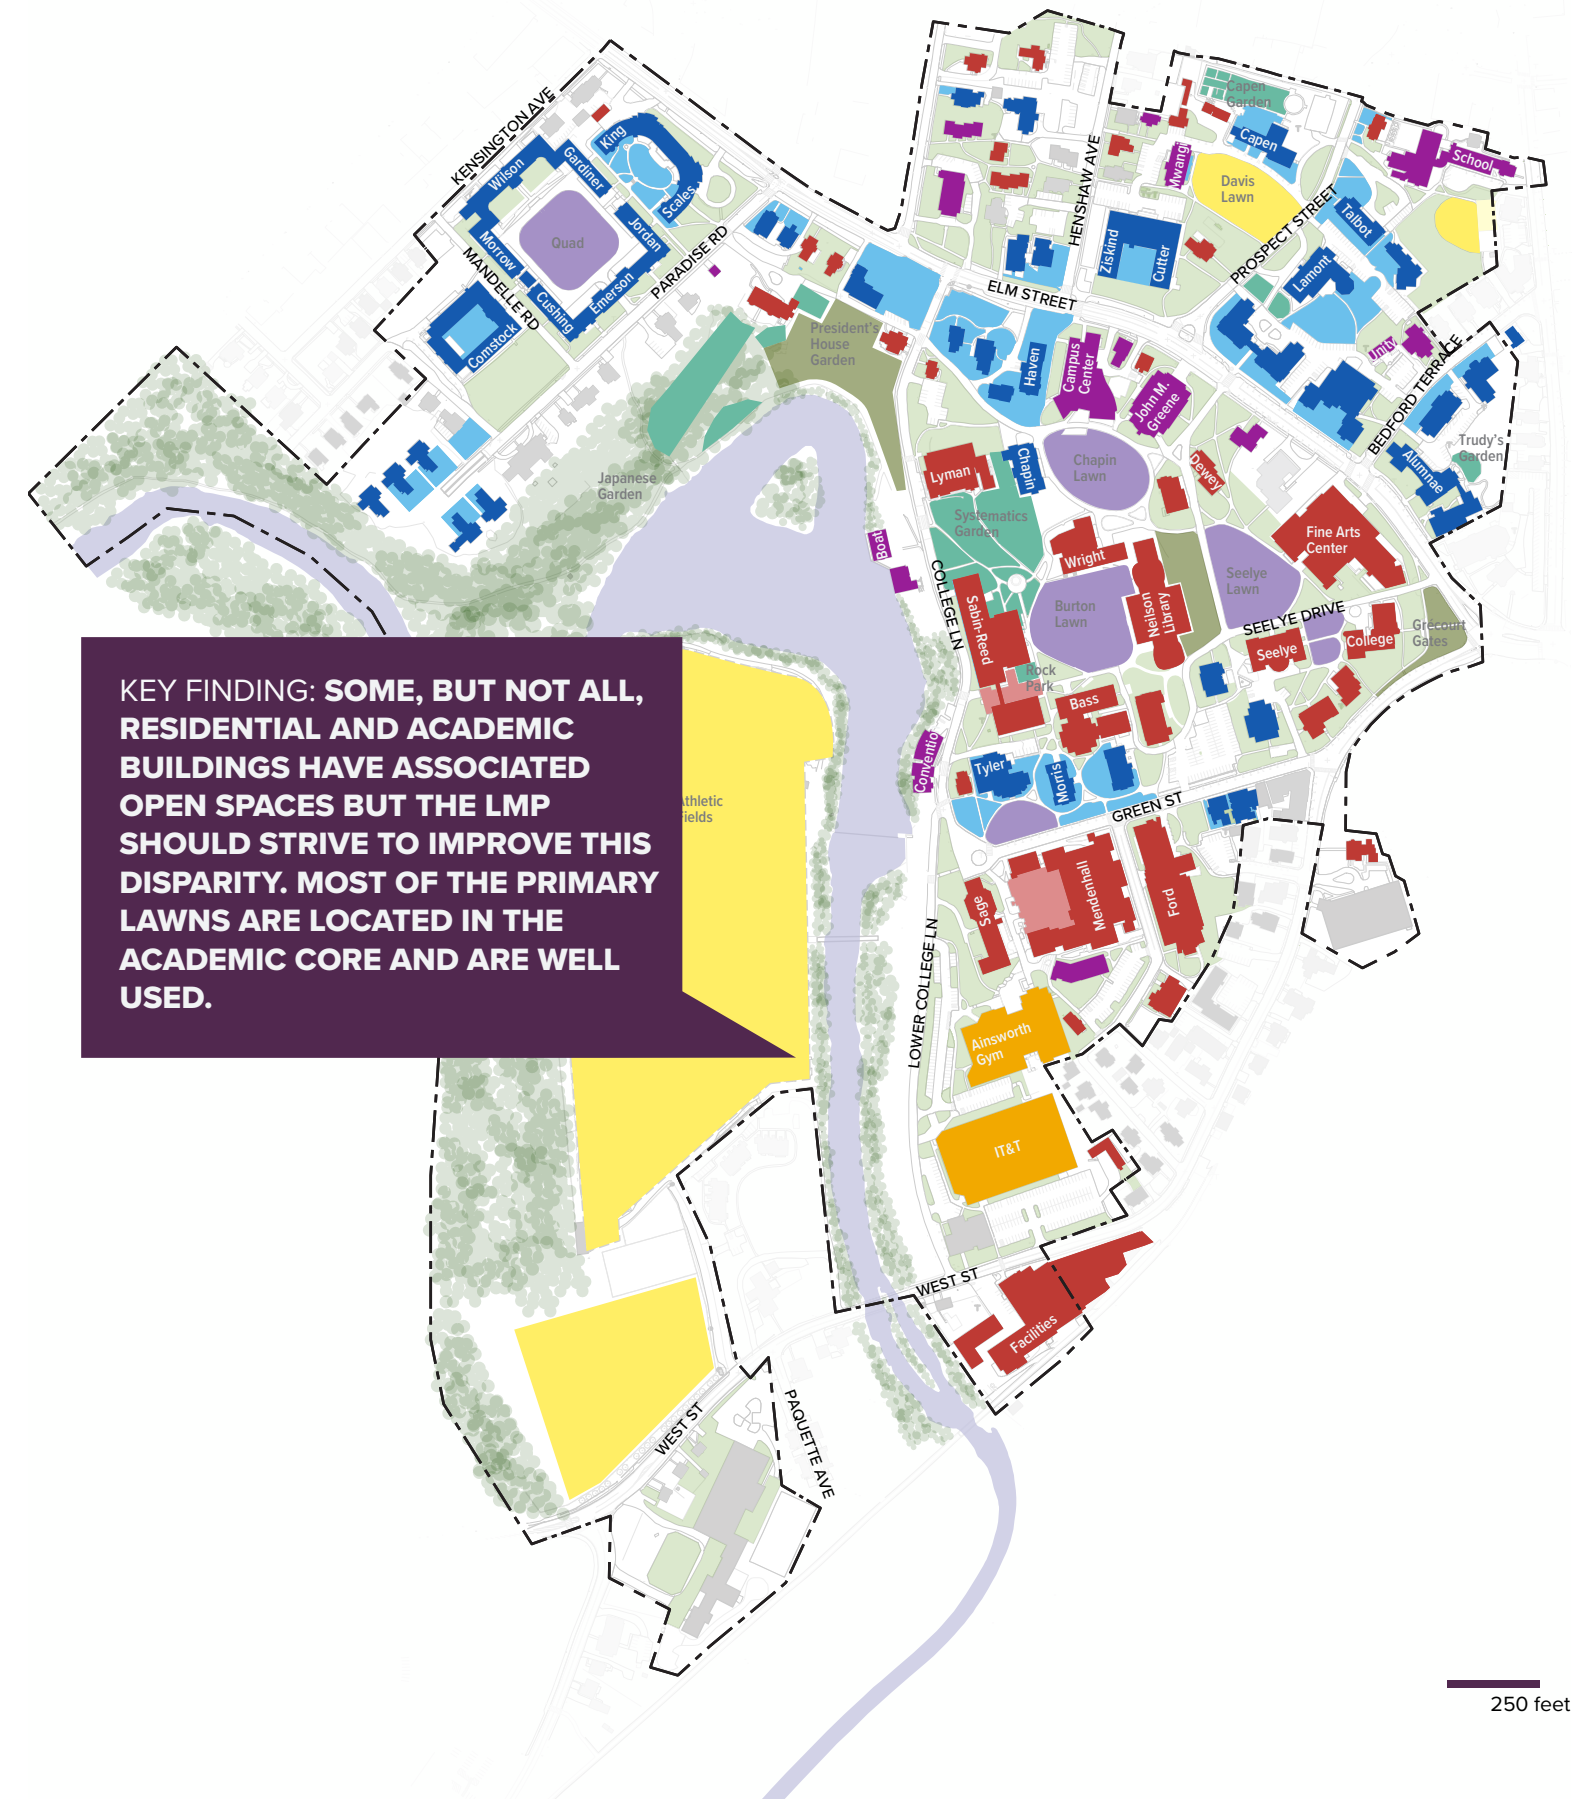 KENSINGTON AVE
King
Gardiner
Wilson
Scales
Quad
Jordan
Morrow
MANDELLE RD
PARADISE RD
Emerson
Cushing
Comstock
Capen
Garden
Capen
Mwangi
School
Davis
Lawn
HENSHAW AVE
PROSPECT STREET
Talbot
Ziskind
Cutter
Lamont
ELM STREET
President's
House
Garden
Haven
Campus
Center
John M.
Greene
Unity
BEDFORD TERRACE
Trudy's
Garden
Alumnae
Japanese
Garden
Lyman
Chapin
Chapin
Lawn
Dewey
Systematics
Garden
Boat
Wright
Fine Arts
Center
COLLEGE LN
Sabin-Reed
Burton
Lawn
Neilson
Library
Seelye
Lawn
SEELYE DRIVE
Seelye
College
Grécourt
Gates
Rock
Park
Bass
Conventio
Tyler
Morris
GREEN ST
KEY FINDING: SOME, BUT NOT ALL,
RESIDENTIAL AND ACADEMIC
BUILDINGS HAVE ASSOCIATED
OPEN SPACES BUT THE LMP
SHOULD STRIVE TO IMPROVE THIS
DISPARITY. MOST OF THE PRIMARY
LAWNS ARE LOCATED IN THE
ACADEMIC CORE AND ARE WELL
USED.
Athletic
Fields
Sage
Mendenhall
Ford
LOWER COLLEGE LN
Ainsworth
Gym
IT&T
WEST ST
Facilities
WEST ST
PAQUETTE AVE
250 feet